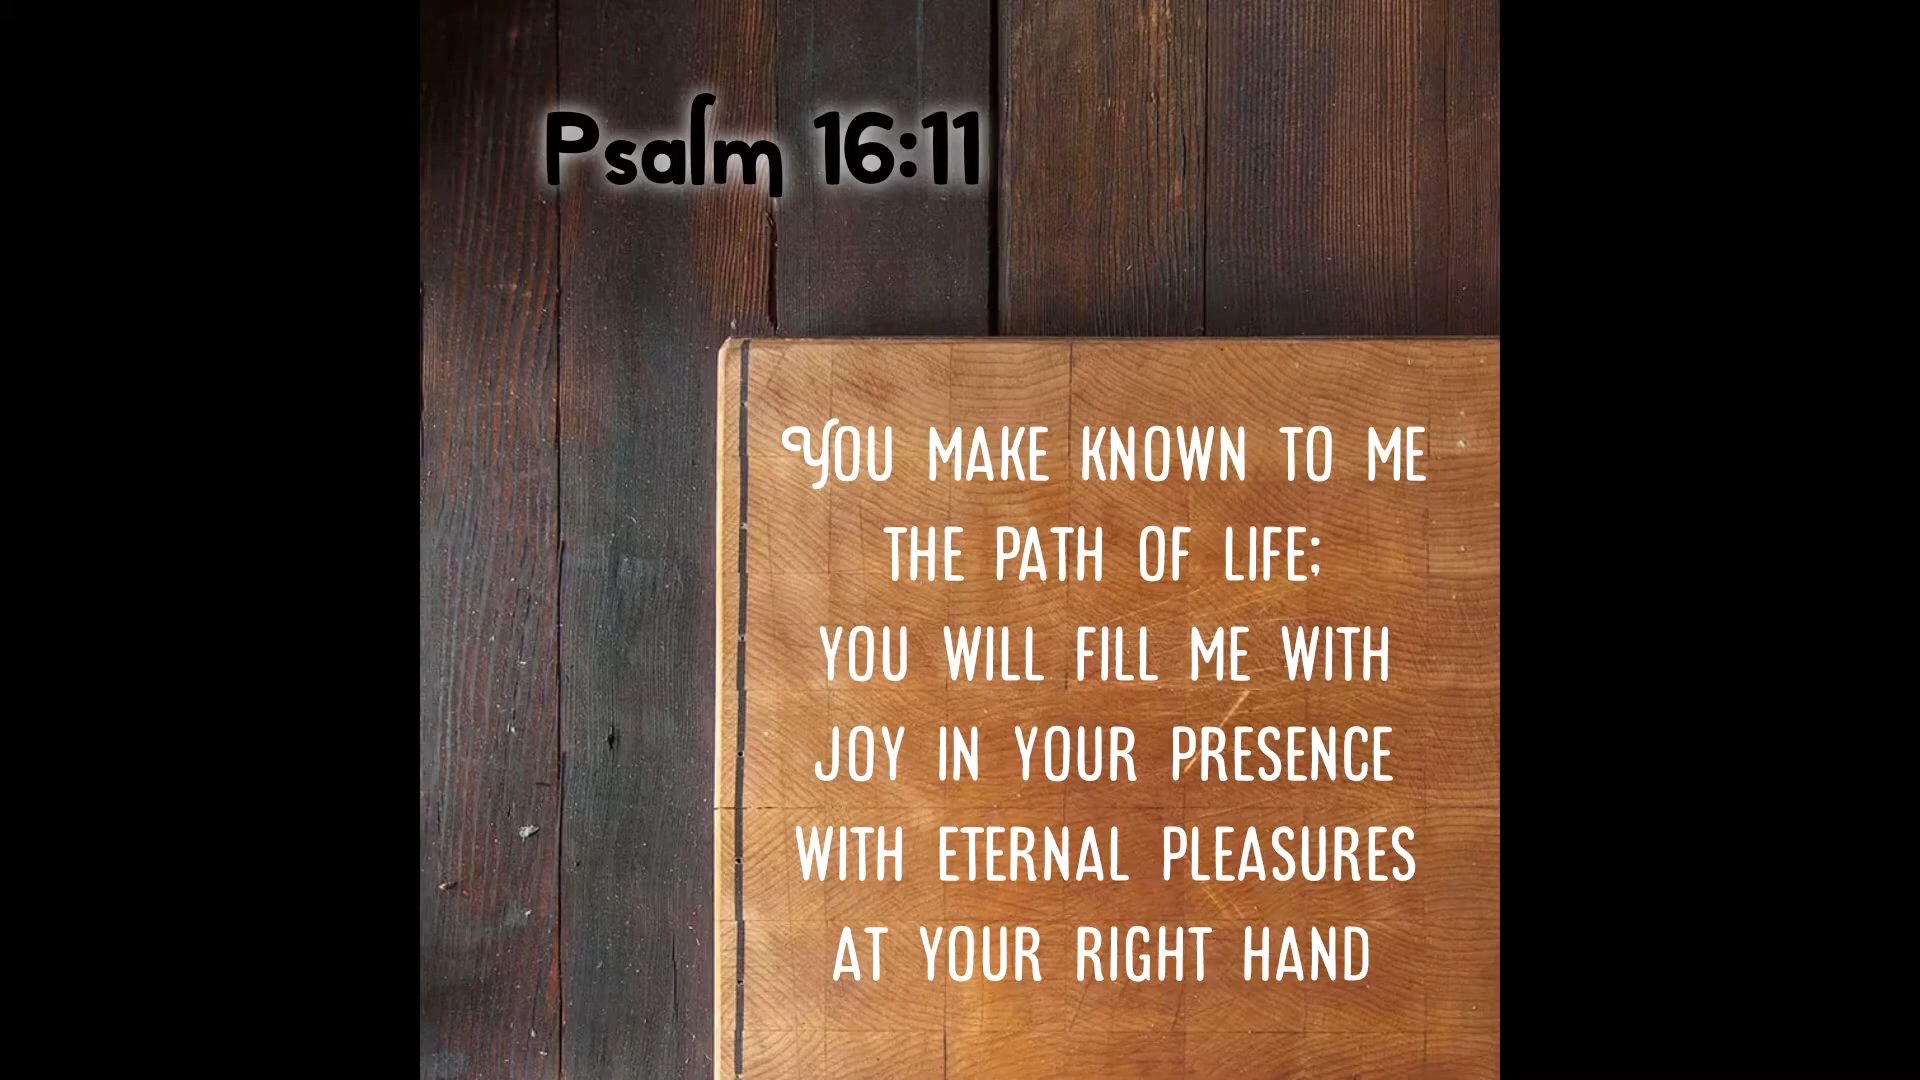 Psalm 16:11
You make known to me
the path of life;
you will fill me with
joy in your presence
with eternal pleasures
at your right hand